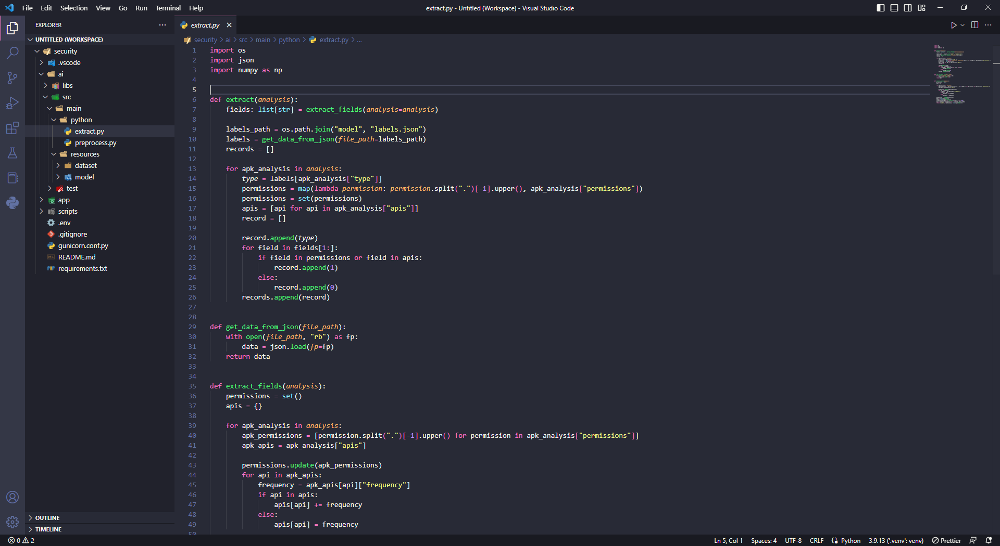 File Edit Selection View Go Run Terminal Help
extract.py - Untitled (Workspace) - Visual Studio Code
EXPLORER
UNTITLED (WORKSPACE)
security
.vscode
ai
libs
src
main
python
extract.py
preprocess.py
resources
dataset
model
test
app
scripts
.env
.gitignore
gunicorn.conf.py
README.md
requirements.txt
OUTLINE
TIMELINE
extract.py
security > ai > src > main > python > extract.py > ...
1 import os
2 import json
3 import numpy as np
4
5
6 def extract(analysis):
7     fields: list[str] = extract_fields(analysis=analysis)
8
9     labels_path = os.path.join("model", "labels.json")
10     labels = get_data_from_json(file_path=labels_path)
11     records = []
12
13     for apk_analysis in analysis:
14         type = labels[apk_analysis["type"]]
15         permissions = map(lambda permission: permission.split(".")[-1].upper(), apk_analysis["permissions"])
16         permissions = set(permissions)
17         apis = [api for api in apk_analysis["apis"]]
18         record = []
19
20         record.append(type)
21         for field in fields[1:]:
22             if field in permissions or field in apis:
23                 record.append(1)
24             else:
25                 record.append(0)
26         records.append(record)
27
28
29 def get_data_from_json(file_path):
30     with open(file_path, "rb") as fp:
31         data = json.load(fp=fp)
32     return data
33
34
35 def extract_fields(analysis):
36     permissions = set()
37     apis = {}
38
39     for apk_analysis in analysis:
40         apk_permissions = [permission.split(".")[-1].upper() for permission in apk_analysis["permissions"]]
41         apk_apis = apk_analysis["apis"]
42
43         permissions.update(apk_permissions)
44         for api in apk_apis:
45             frequency = apk_apis[api]["frequency"]
46             if api in apis:
47                 apis[api] += frequency
48             else:
49                 apis[api] = frequency
50
0 2
Ln 5, Col 1 Spaces: 4 UTF-8 CRLF Python 3.9.13 ('.venv': venv) Prettier